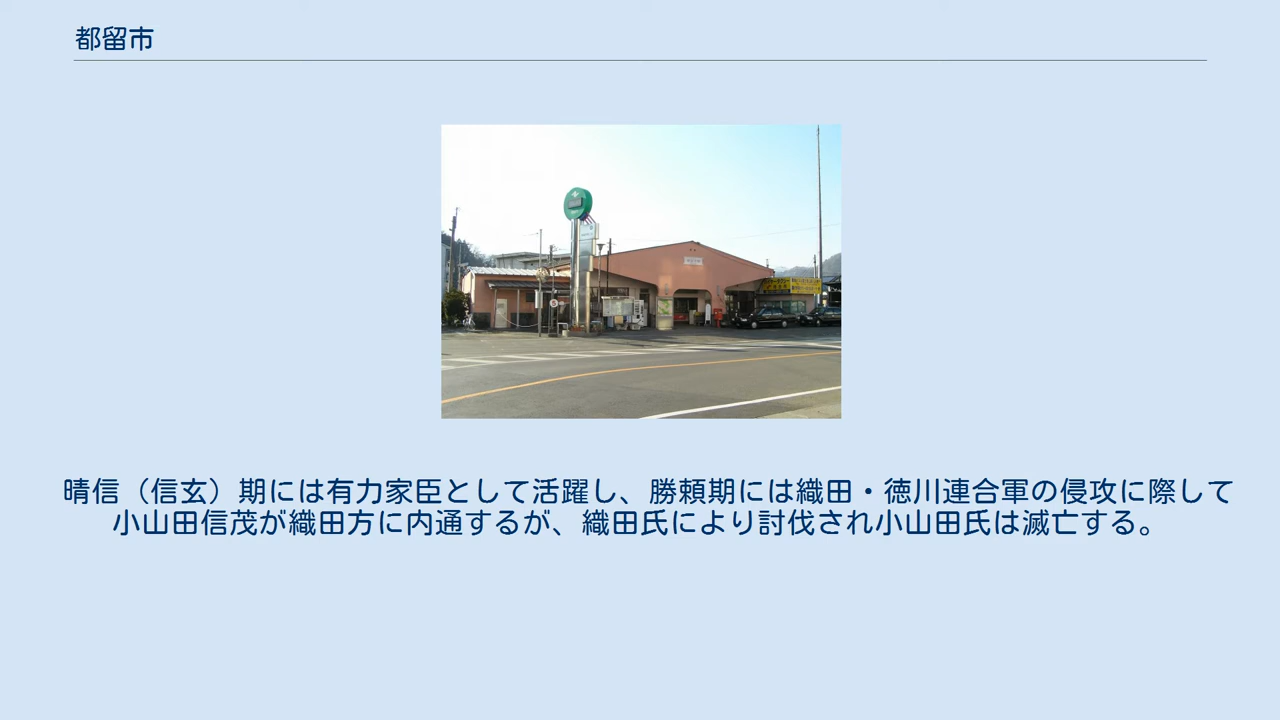 都留市
晴信（信玄）期には有力家臣として活躍し、勝頼期には織田・徳川連合軍の侵攻に際して
小山田信茂が織田方に内通するが、織田氏により討伐され小山田氏は滅亡する。